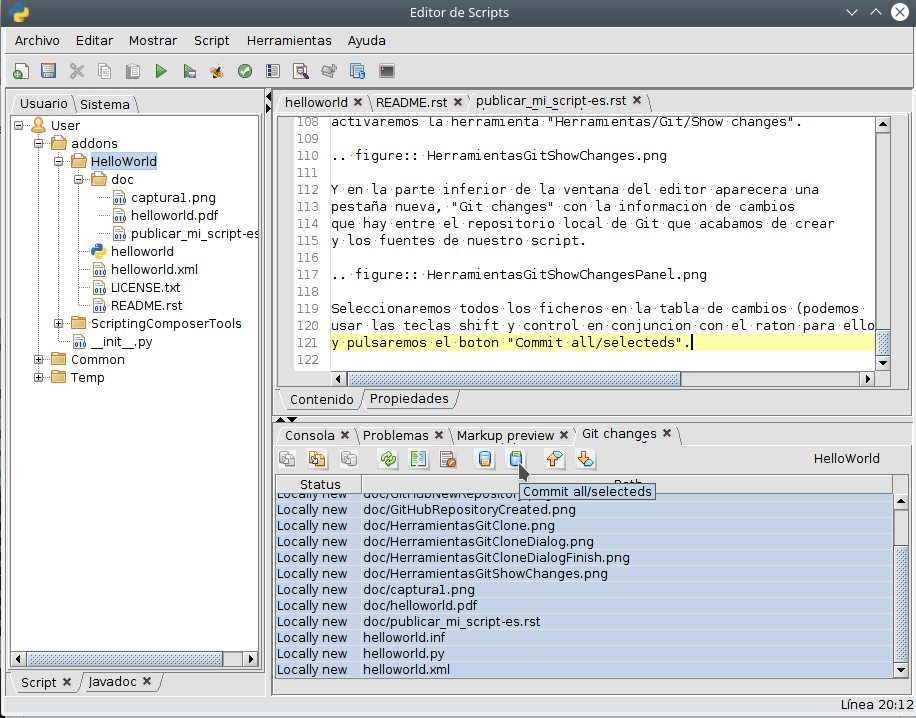 Editor de Scripts
Archivo Editar Mostrar Script Herramientas Ayuda
Usuario Sistema
User
addons
HelloWorld
doc
captura1.png
helloworld.pdf
publicar_mi_script-es
helloworld
helloworld.xml
LICENSE.txt
README.rst
ScriptingComposerTools
__init__.py
Common
Temp
Script Javadoc
helloworld README.rst publicar_mi_script-es.rst
108 activaremos la herramienta "Herramientas/Git/Show changes".
109
110 .. figure:: HerramientasGitShowChanges.png
111
112 Y en la parte inferior de la ventana del editor aparecera una
113 pestaña nueva, "Git changes" con la informacion de cambios
114 que hay entre el repositorio local de Git que acabamos de crear
115 y los fuentes de nuestro script.
116
117 .. figure:: HerramientasGitShowChangesPanel.png
118
119 Seleccionaremos todos los ficheros en la tabla de cambios (podemos
120 usar las teclas shift y control en conjuncion con el raton para ello
121 y pulsaremos el boton "Commit all/selecteds".
122
Contenido Propiedades
Consola Problemas Markup preview Git changes
HelloWorld
Commit all/selecteds
Status Path
Locally new doc/GitHubNewRepository.png
Locally new doc/GitHubRepositoryCreated.png
Locally new doc/HerramientasGitClone.png
Locally new doc/HerramientasGitCloneDialog.png
Locally new doc/HerramientasGitCloneDialogFinish.png
Locally new doc/HerramientasGitShowChanges.png
Locally new doc/captura1.png
Locally new doc/helloworld.pdf
Locally new doc/publicar_mi_script-es.rst
Locally new helloworld.inf
Locally new helloworld.py
Locally new helloworld.xml
Línea 20:12